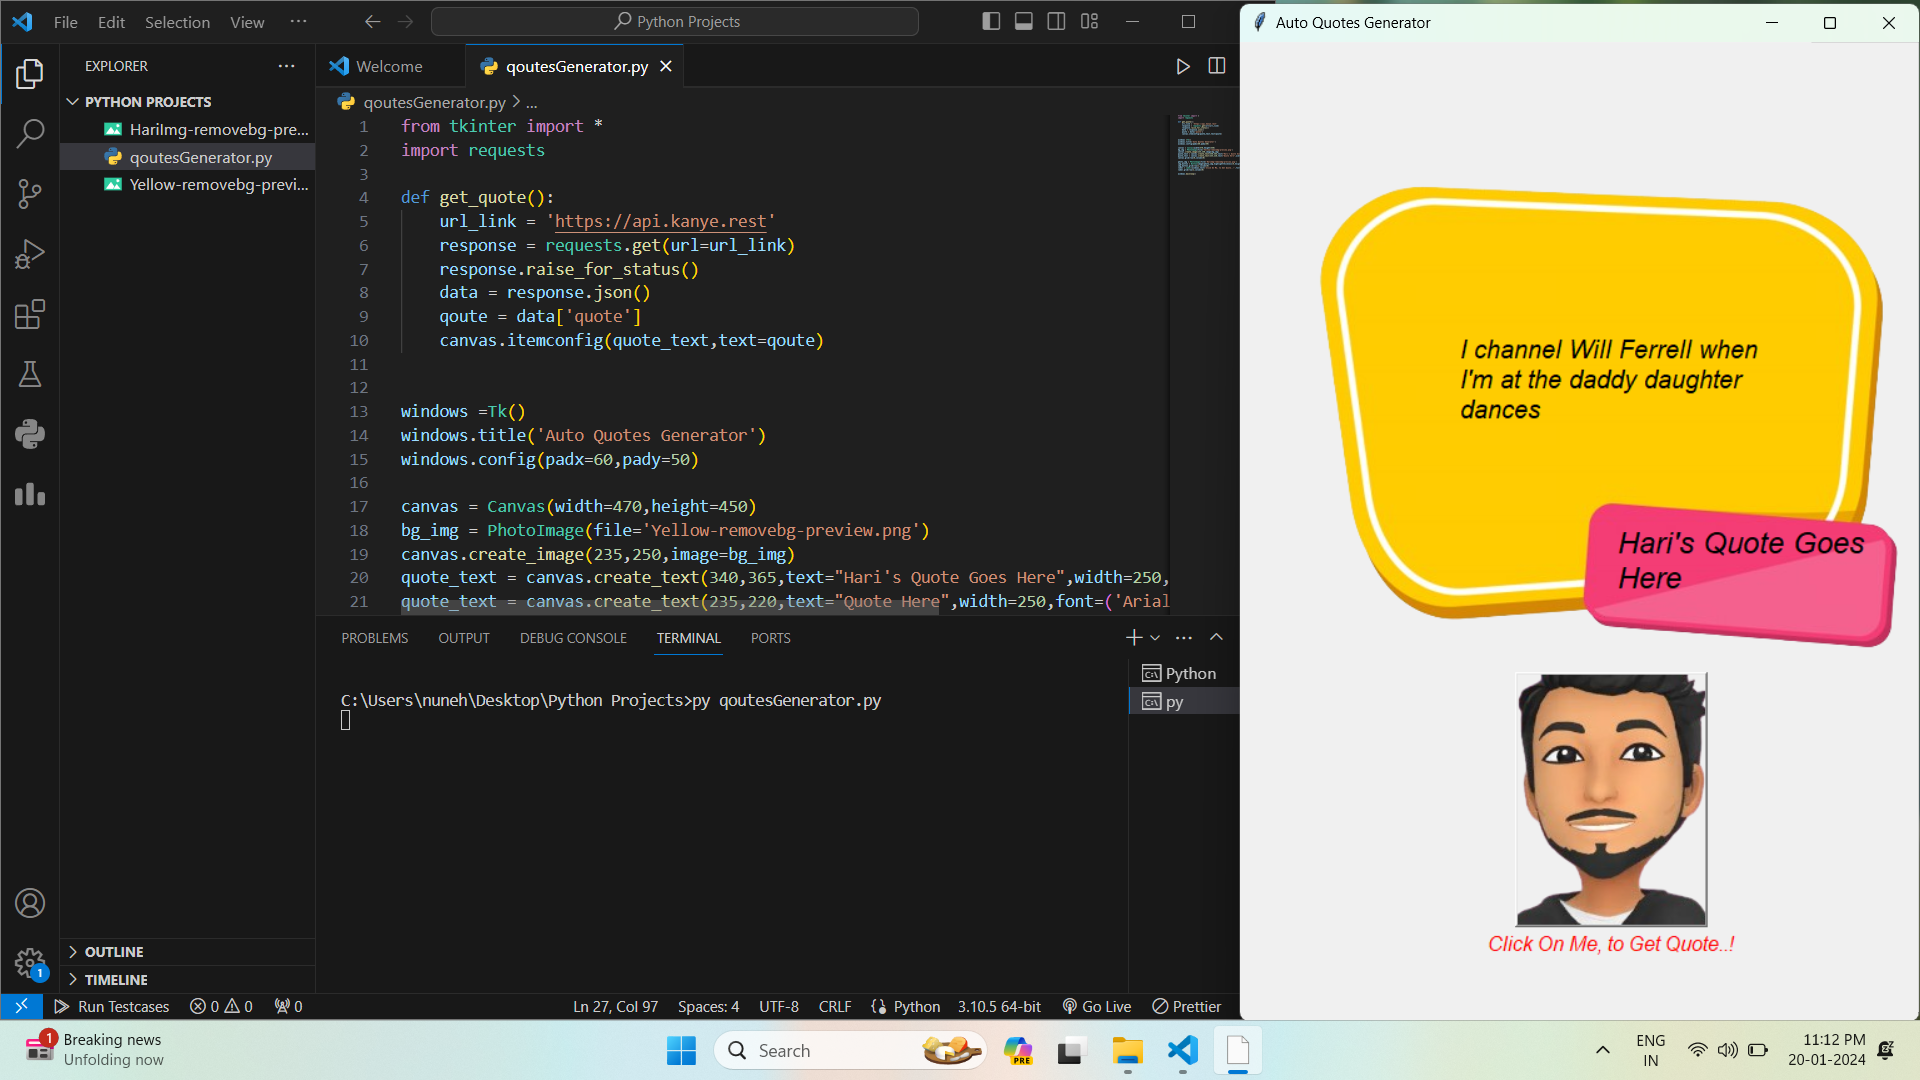 File Edit Selection View ...
Python Projects
EXPLORER ...
PYTHON PROJECTS
HariImg-removebg-pre...
qoutesGenerator.py
Yellow-removebg-previ...
OUTLINE
TIMELINE
Welcome
qoutesGenerator.py
qoutesGenerator.py > ...
1 from tkinter import *
2 import requests
3
4 def get_quote():
5     url_link = 'https://api.kanye.rest'
6     response = requests.get(url=url_link)
7     response.raise_for_status()
8     data = response.json()
9     qoute = data['quote']
10     canvas.itemconfig(quote_text,text=qoute)
11
12
13 windows =Tk()
14 windows.title('Auto Quotes Generator')
15 windows.config(padx=60,pady=50)
16
17 canvas = Canvas(width=470,height=450)
18 bg_img = PhotoImage(file='Yellow-removebg-preview.png')
19 canvas.create_image(235,250,image=bg_img)
20 quote_text = canvas.create_text(340,365,text="Hari's Quote Goes Here",width=250,
21 quote_text = canvas.create_text(235,220,text="Quote Here",width=250,font=('Arial
PROBLEMS OUTPUT DEBUG CONSOLE TERMINAL PORTS
C:\Users\nuneh\Desktop\Python Projects>py qoutesGenerator.py
Python
py
1
Run Testcases 0 0 0
Ln 27, Col 97 Spaces: 4 UTF-8 CRLF Python 3.10.5 64-bit Go Live Prettier
Auto Quotes Generator
I channel Will Ferrell when
I'm at the daddy daughter
dances
Hari's Quote Goes
Here
Click On Me, to Get Quote..!
1
Breaking news
Unfolding now
Search
PRE
ENG
IN
11:12 PM
20-01-2024